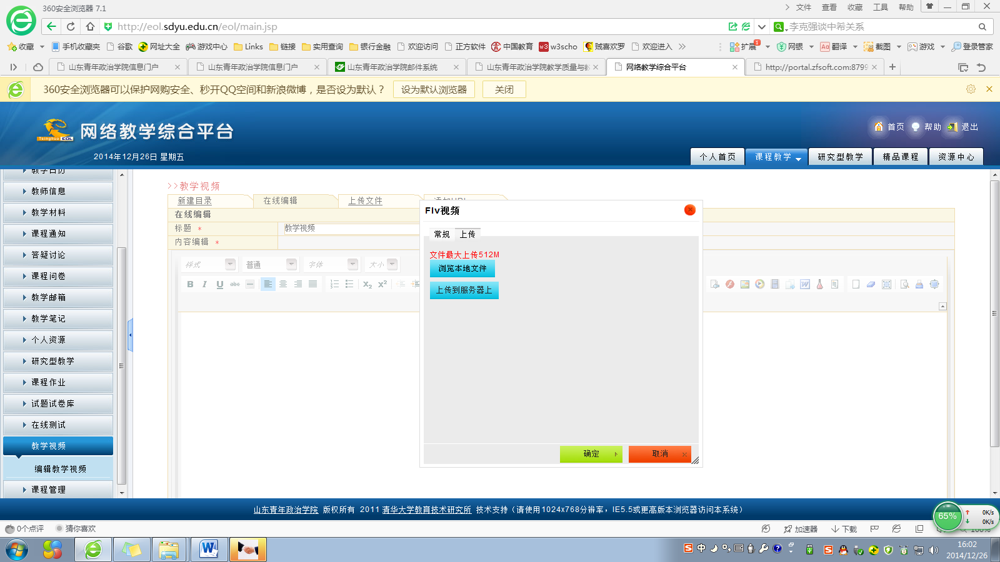 360安全浏览器 7.1
文件 查看 收藏 工具 帮助
http://eol.sdyu.edu.cn/eol/main.jsp
李克强谈中希关系
收藏 手机收藏夹 谷歌 网址大全 游戏中心 Links 链接 实用查询 银行金融 欢迎访问 正方软件 中国教育 w3scho 贼喜欢罗 欢迎进入 扩展 1 网银 翻译 截图 游戏 登录管家
山东青年政治学院信息门户 山东青年政治学院信息门户 山东青年政治学院邮件系统 山东青年政治学院教学质量与 网络教学综合平台 http://portal.zfsoft.com:8799
360安全浏览器可以保护网购安全、秒开QQ空间和新浪微博，是否设为默认？ 设为默认浏览器 关闭
Tsinghua EOL 网络教学综合平台
首页 帮助 退出
2014年12月26日 星期五
个人首页 课程教学 研究型教学 精品课程 资源中心
教学日历
教师信息
教学材料
课程通知
答疑讨论
课程问卷
教学邮箱
教学笔记
个人资源
研究型教学
课程作业
试题试卷库
在线测试
教学视频
编辑教学视频
课程管理
>>教学视频
新建目录 在线编辑 上传文件 添加URL
在线编辑
标题 * 教学视频
内容编辑 *
样式 普通 字体 大小
B I U abc x₂ x²
Flv视频
常规 上传
文件最大上传512M
浏览本地文件
上传到服务器上
确定 取消
山东青年政治学院 版权所有 2011 清华大学教育技术研究所 技术支持（请使用1024x768分辨率，IE5.5或更高版本浏览器访问本系统）
65% 0K/s
0K/s
0个点评 猜你喜欢 加速器 下载 100%
中
16:02
2014/12/26